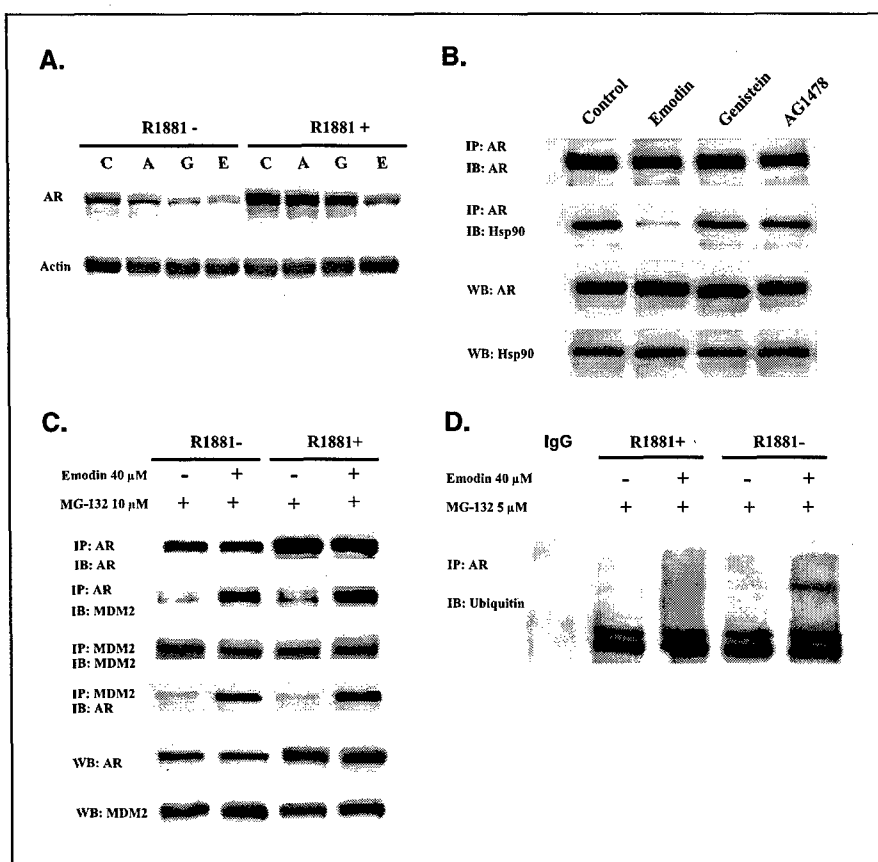 A.
R1881 - R1881 +
C A G E C A G E
AR
Actin
B.
Control Emodin Genistein AG1478
IP: AR
IB: AR
IP: AR
IB: Hsp90
WB: AR
WB: Hsp90
C.
R1881- R1881+
Emodin 40 µM - + - +
MG-132 10 µM + + + +
IP: AR
IB: AR
IP: AR
IB: MDM2
IP: MDM2
IB: MDM2
IP: MDM2
IB: AR
WB: AR
WB: MDM2
D.
IgG R1881+ R1881-
Emodin 40 µM - + - +
MG-132 5 µM + + + +
IP: AR
IB: Ubiquitin